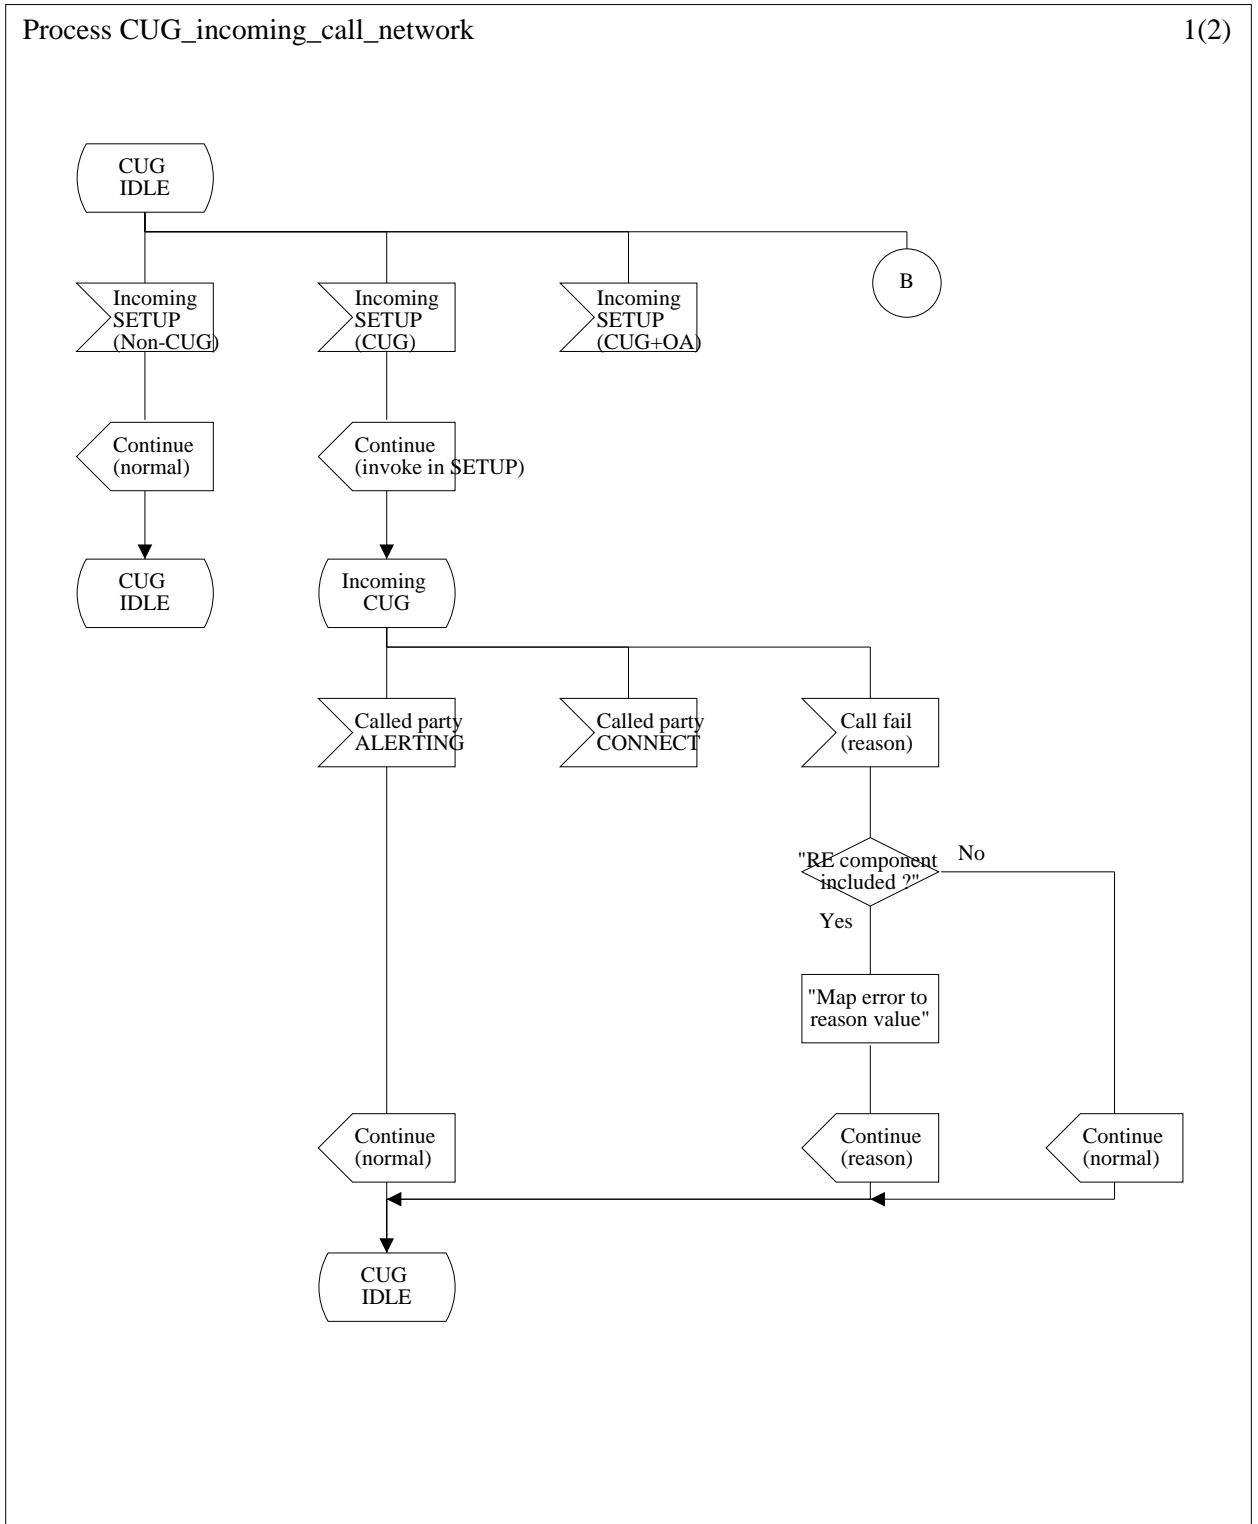 Process CUG_incoming_call_network
1(2)
CUG
IDLE
B
Incoming
SETUP
(Non-CUG)
Incoming
SETUP
(CUG)
Incoming
SETUP
(CUG+OA)
Continue
(normal)
Continue
(invoke in SETUP)
CUG
IDLE
Incoming
CUG
Called party
ALERTING
Called party
CONNECT
Call fail
(reason)
"RE component
included ?"
No
Yes
"Map error to
reason value"
Continue
(normal)
Continue
(reason)
Continue
(normal)
CUG
IDLE